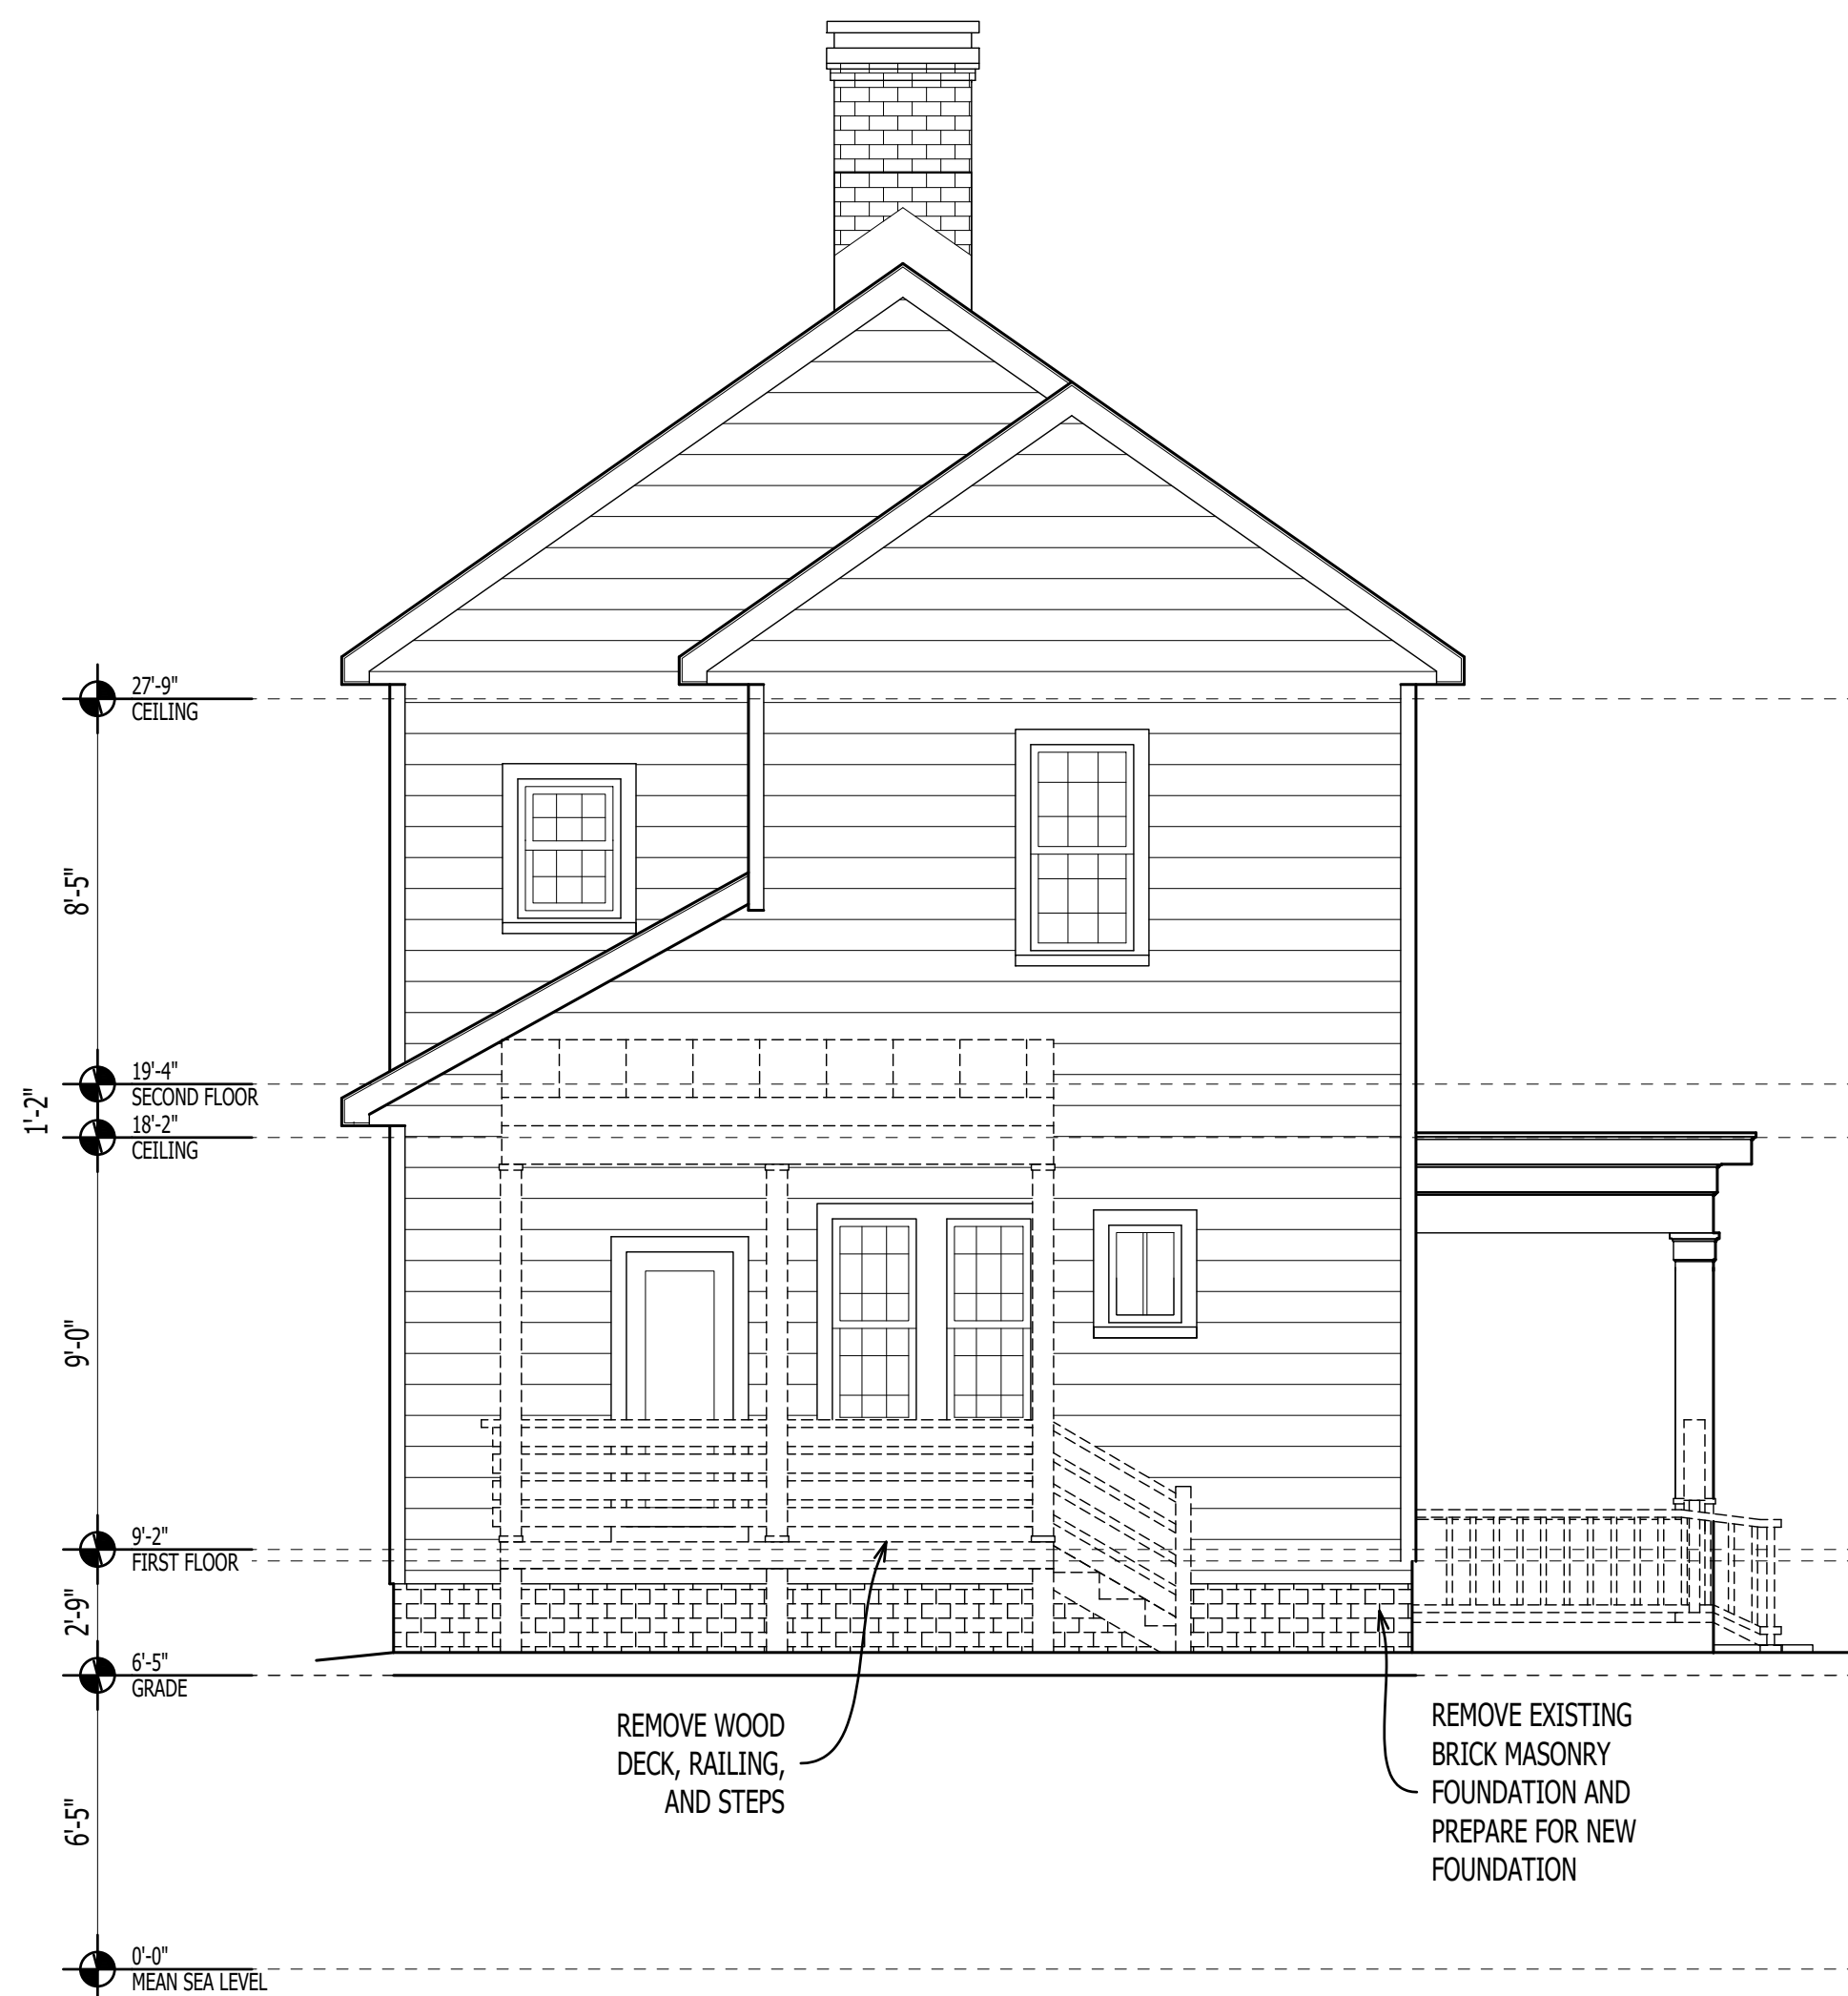 27'-9"
CEILING
8'-5"
19'-4"
SECOND FLOOR
1'-2"
18'-2"
CEILING
9'-0"
9'-2"
FIRST FLOOR
2'-9"
6'-5"
GRADE
REMOVE WOOD
DECK, RAILING,
AND STEPS
REMOVE EXISTING
BRICK MASONRY
FOUNDATION AND
PREPARE FOR NEW
FOUNDATION
6'-5"
0'-0"
MEAN SEA LEVEL